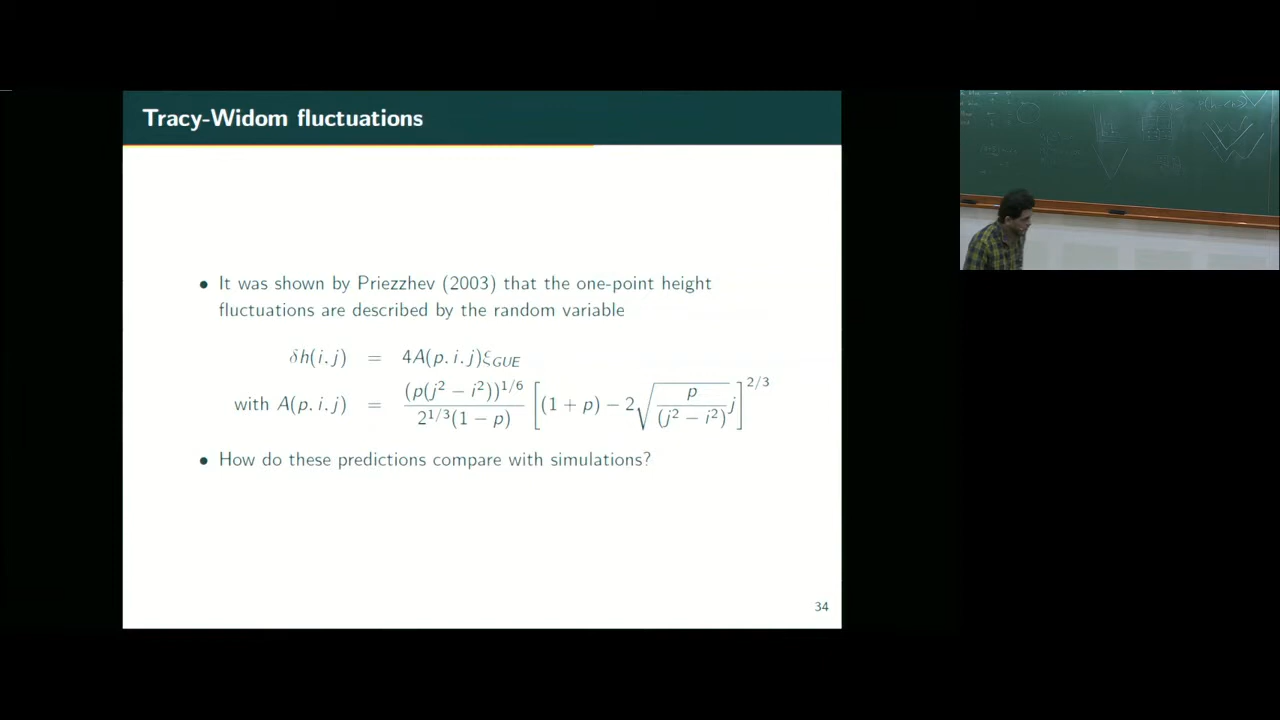 Tracy-Widom fluctuations
• It was shown by Priezzhev (2003) that the one-point height
fluctuations are described by the random variable
δh(i.j) = 4A(p.i.j)ξ_GUE
with A(p.i.j) = (p(j² − i²))^{1/6} / 2^{1/3}(1 − p) [(1 + p) − 2√(p / (j² − i²)) j]^{2/3}
• How do these predictions compare with simulations?
34